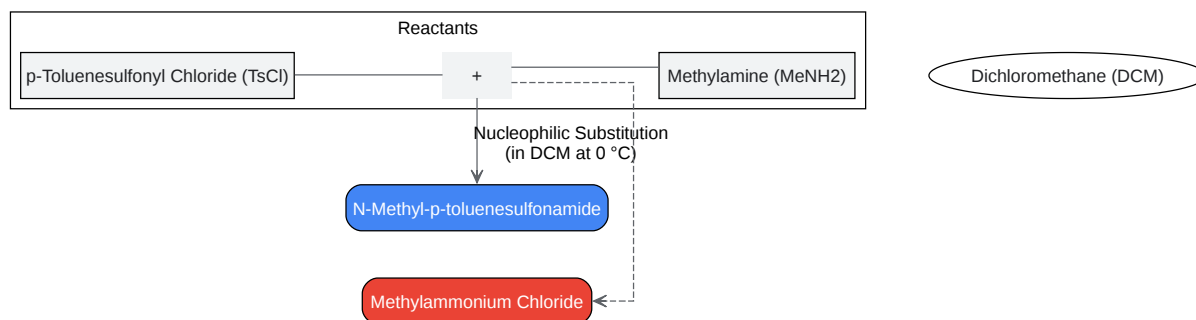 Reactants
p-Toluenesulfonyl Chloride (TsCl)
+
Methylamine (MeNH2)
Dichloromethane (DCM)
Nucleophilic Substitution
(in DCM at 0 °C)
N-Methyl-p-toluenesulfonamide
Methylammonium Chloride